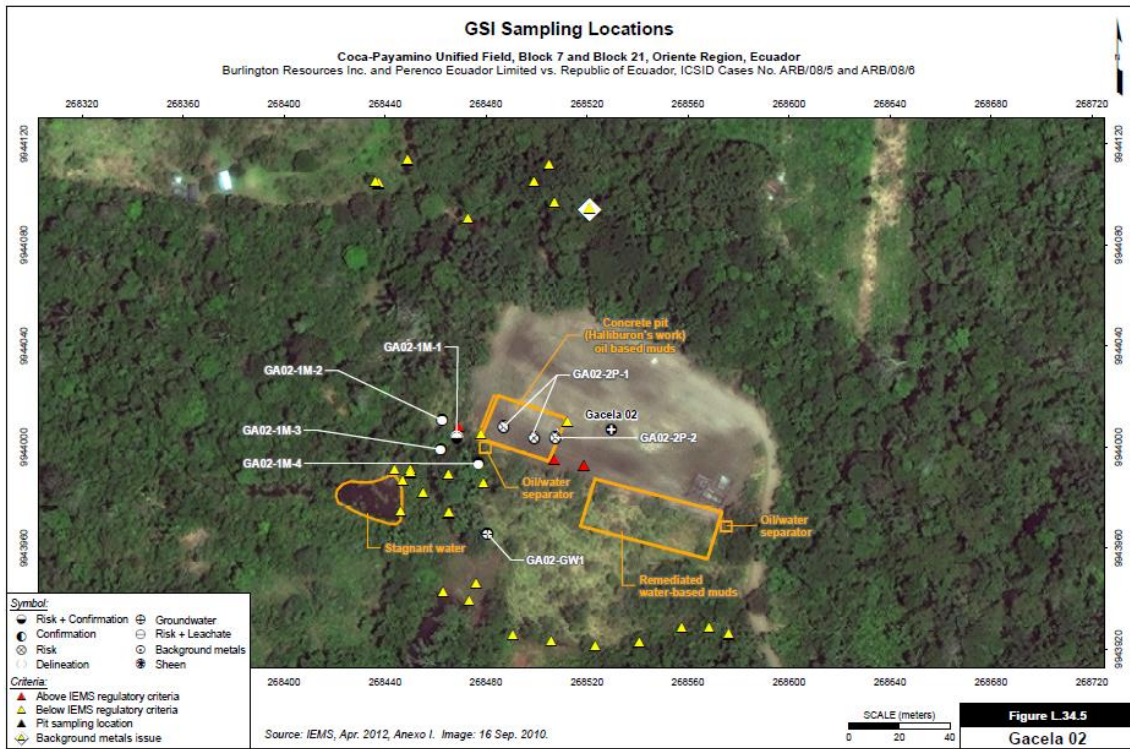 GSI Sampling Locations
Coca-Payamino Unified Field, Block 7 and Block 21, Oriente Region, Ecuador
Burlington Resources Inc. and Perenco Ecuador Limited vs. Republic of Ecuador, ICSID Cases No. ARB/08/5 and ARB/08/6
268320 268360 268400 268440 268480 268520 268560 268600 268640 268680 268720
9944120 9944120
9944080 9944080
9944040 9944040
9944000 9944000
9943960 9943960
9943920 9943920
Concrete pit
(Halliburon's work)
oil based muds
GA02-1M-1
GA02-1M-2
GA02-2P-1
Gacela 02
GA02-1M-3
GA02-2P-2
GA02-1M-4
Oil/water
separator
Oil/water
separator
Stagnant water
GA02-GW1
Remediated
water-based muds
Symbol:
Risk + Confirmation
Groundwater
Confirmation
Risk + Leachate
Risk
Background metals
Delineation
Sheen
Criteria:
Above IEMS regulatory criteria
Below IEMS regulatory criteria
Pit sampling location
Background metals issue
268400 268440 268480 268520 268560 268600 268640 268680 268720
Source: IEMS, Apr. 2012, Anexo I. Image: 16 Sep. 2010.
SCALE (meters)
0 20 40
Figure L.34.5
Gacela 02